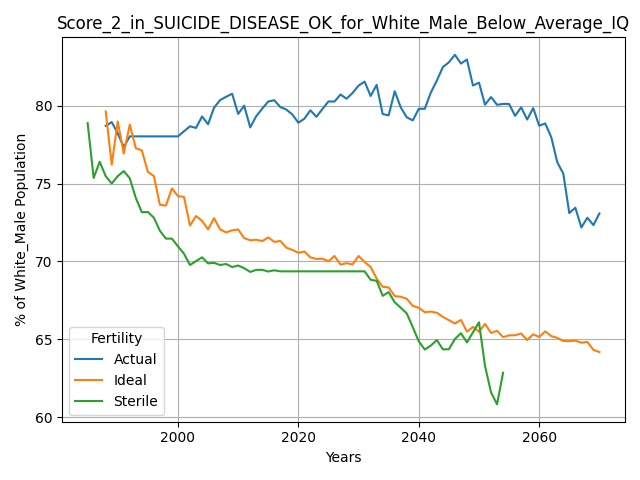 Score_2_in_SUICIDE_DISEASE_OK_for_White_Male_Below_Average_IQ
% of White_Male Population
80
75
70
65
60
Fertility
Actual
Ideal
Sterile
2000
2020
2040
2060
Years